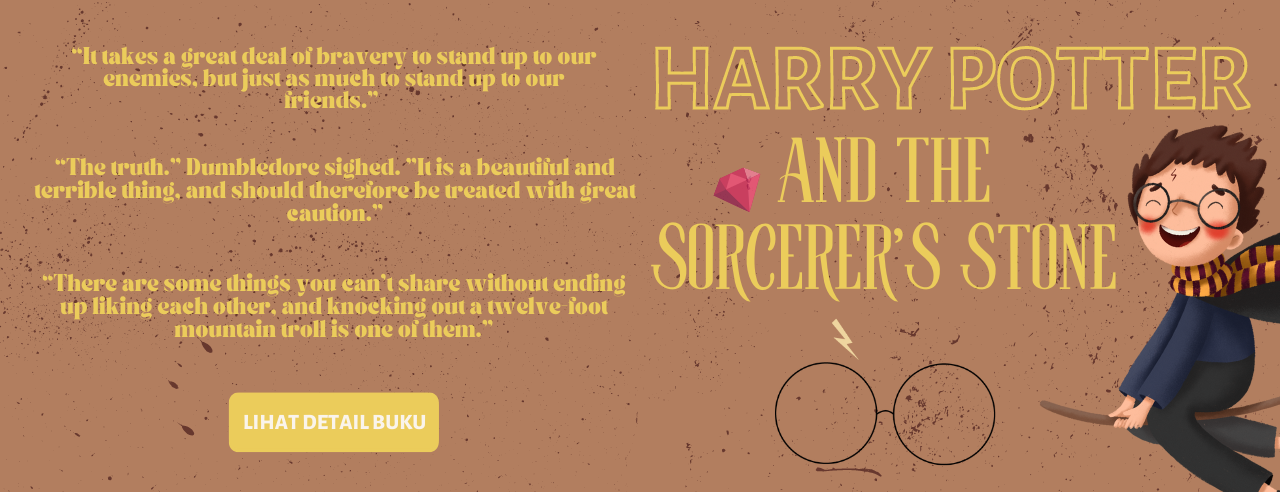 “It takes a great deal of bravery to stand up to our
enemies, but just as much to stand up to our
friends.”
“The truth.” Dumbledore sighed. ”It is a beautiful and
terrible thing, and should therefore be treated with great
caution.”
“There are some things you can’t share without ending
up liking each other, and knocking out a twelve-foot
mountain troll is one of them.”
LIHAT DETAIL BUKU
HARRY POTTER
AND THE
SORCERER’S STONE